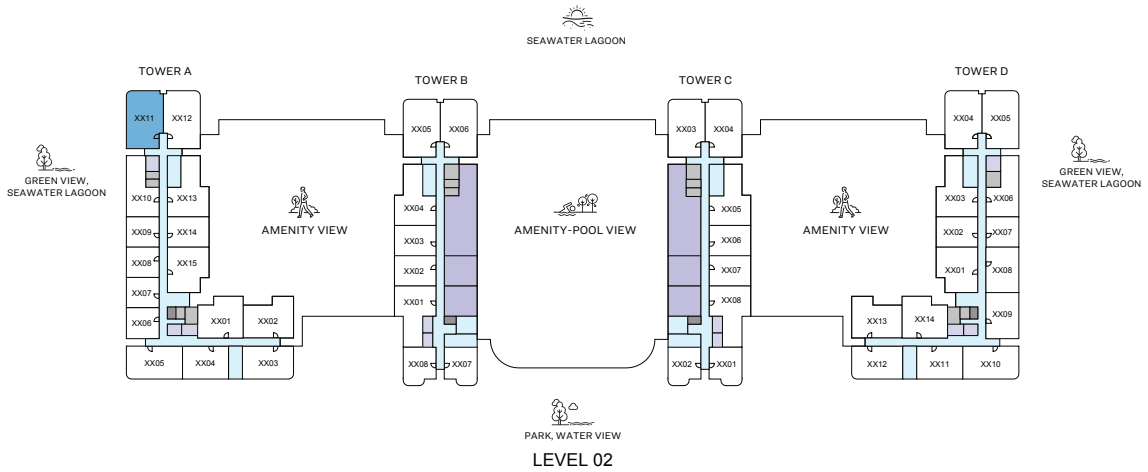 SEAWATER LAGOON
TOWER A
TOWER B
TOWER C
TOWER D
XX11
XX12
XX05
XX06
XX03
XX04
XX04
XX05
GREEN VIEW,
SEAWATER LAGOON
GREEN VIEW,
SEAWATER LAGOON
XX10
XX13
XX04
XX05
XX03
XX06
AMENITY VIEW
AMENITY-POOL VIEW
AMENITY VIEW
XX09
XX14
XX03
XX06
XX02
XX07
XX08
XX15
XX02
XX07
XX01
XX08
XX07
XX01
XX08
XX06
XX01
XX02
XX13
XX14
XX09
XX05
XX04
XX03
XX08
XX07
XX02
XX01
XX12
XX11
XX10
PARK, WATER VIEW
LEVEL 02